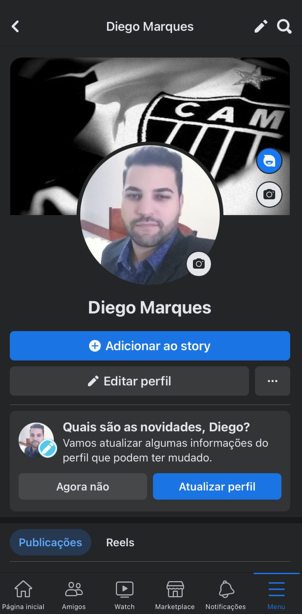 Diego Marques
CAM
Diego Marques
Adicionar ao story
Editar perfil
Quais são as novidades, Diego?
Vamos atualizar algumas informações do
perfil que podem ter mudado.
Agora não
Atualizar perfil
Publicações
Reels
Página inicial
Amigos
Watch
Marketplace
Notificações
Menu